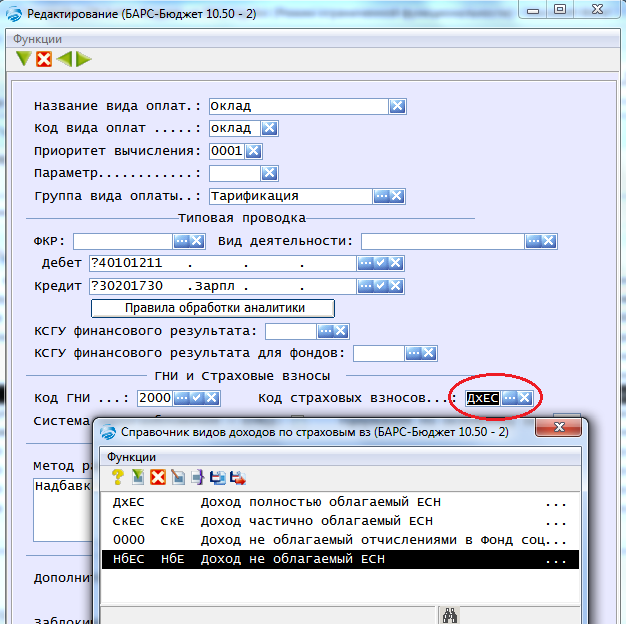 Редактирование (БАРС-Бюджет 10.50 - 2)
Функции
Название вида оплат.: Оклад
Код вида оплат .....: оклад
Приоритет вычисления: 0001
Параметр............:
Группа вида оплаты..: Тарификация
Типовая проводка
ФКР: Вид деятельности:
Дебет ?40101211 . . .
Кредит ?30201730 .Зарпл . .
Правила обработки аналитики
КСГУ финансового результата:
КСГУ финансового результата для фондов:
ГНИ и Страховые взносы
Код ГНИ ...: 2000 Код страховых взносов...: ДхЕС
Система
Метод р
Надбавк
Дополнит
Заблоки
Справочник видов доходов по страховым вз (БАРС-Бюджет 10.50 - 2)
Функции
ДхЕС Доход полностью облагаемый ЕСН ...
СкЕС СкЕ Доход частично облагаемый ЕСН ...
0000 Доход не облагаемый отчислениями в Фонд соц...
НбЕС НбЕ Доход не облагаемый ЕСН ...